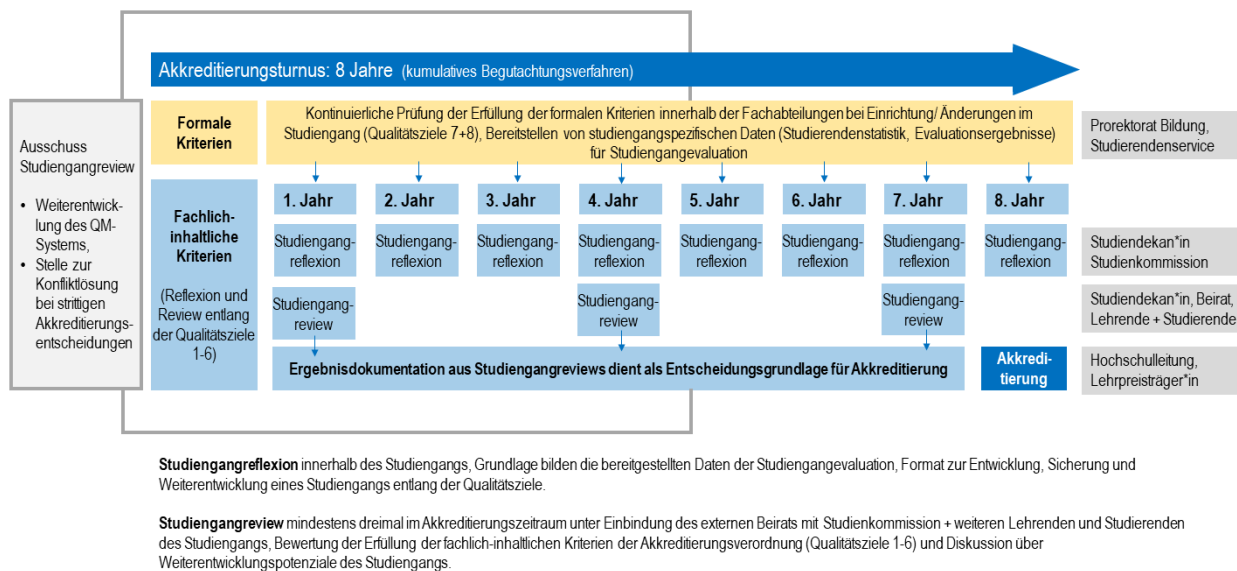 Akkreditierungsturnus: 8 Jahre (kumulatives Begutachtungsverfahren)
Ausschuss
Studiengangreview
• Weiterentwick-
lung des QM-
Systems,
• Stelle zur
Konfliktlösung
bei strittigen
Akkreditierungs-
entscheidungen
Formale
Kriterien
Kontinuierliche Prüfung der Erfüllung der formalen Kriterien innerhalb der Fachabteilungen bei Einrichtung/ Änderungen im
Studiengang (Qualitätsziele 7+8), Bereitstellen von studiengangspezifischen Daten (Studierendenstatistik, Evaluationsergebnisse)
für Studiengangevaluation
Prorektorat Bildung,
Studierendenservice
Fachlich-
inhaltliche
Kriterien
(Reflexion und
Review entlang
der Qualitätsziele
1-6)
1. Jahr
2. Jahr
3. Jahr
4. Jahr
5. Jahr
6. Jahr
7. Jahr
8. Jahr
Studiengang-
reflexion
Studiengang-
reflexion
Studiengang-
reflexion
Studiengang-
reflexion
Studiengang-
reflexion
Studiengang-
reflexion
Studiengang-
reflexion
Studiengang-
reflexion
Studiendekan*in
Studienkommission
Studiengang-
review
Studiengang-
review
Studiengang-
review
Studiendekan*in, Beirat,
Lehrende + Studierende
Ergebnisdokumentation aus Studiengangreviews dient als Entscheidungsgrundlage für Akkreditierung
Akkredi-
tierung
Hochschulleitung,
Lehrpreisträger*in
Studiengangreflexion innerhalb des Studiengangs, Grundlage bilden die bereitgestellten Daten der Studiengangevaluation, Format zur Entwicklung, Sicherung und
Weiterentwicklung eines Studiengangs entlang der Qualitätsziele.
Studiengangreview mindestens dreimal im Akkreditierungszeitraum unter Einbindung des externen Beirats mit Studienkommission + weiteren Lehrenden und Studierenden
des Studiengangs, Bewertung der Erfüllung der fachlich-inhaltlichen Kriterien der Akkreditierungsverordnung (Qualitätsziele 1-6) und Diskussion über
Weiterentwicklungspotenziale des Studiengangs.